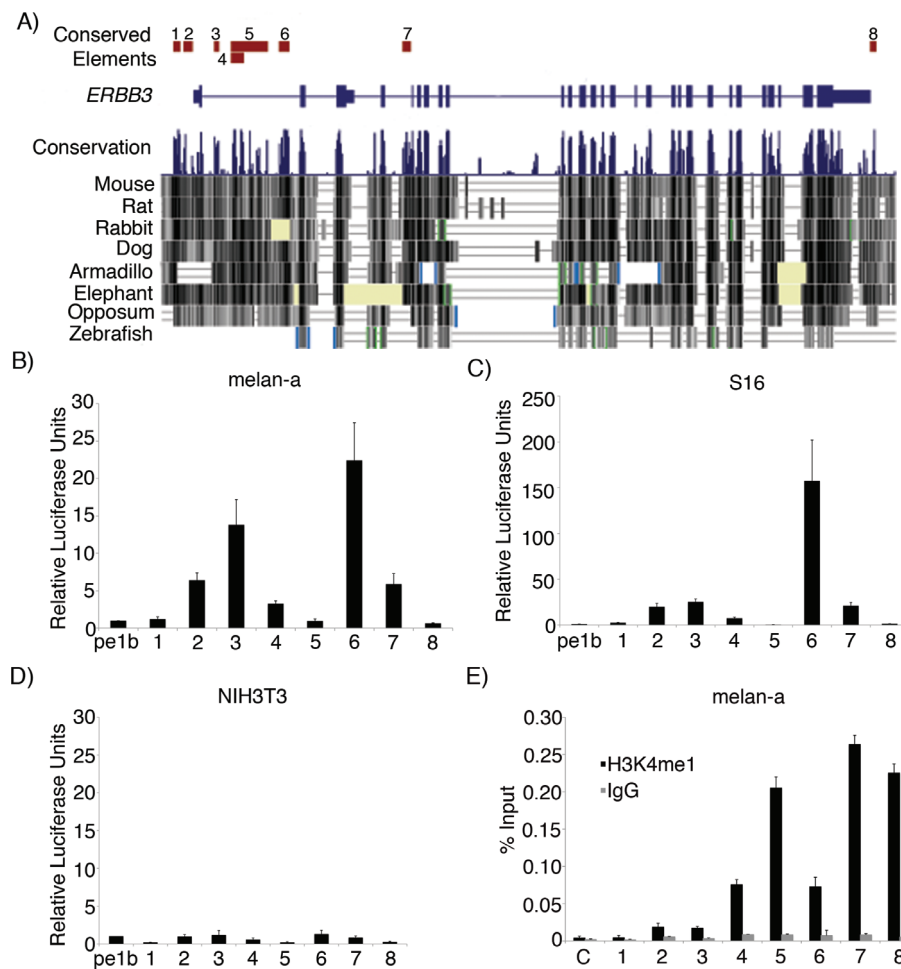 A)
Conserved 1 2 3 5 6 7 8
Elements 4
ERBB3
Conservation
Mouse
Rat
Rabbit
Dog
Armadillo
Elephant
Opposum
Zebrafish
B)
melan-a
Relative Luciferase Units
30
25
20
15
10
5
0
pe1b 1 2 3 4 5 6 7 8
C)
S16
Relative Luciferase Units
250
200
150
100
50
0
pe1b 1 2 3 4 5 6 7 8
D)
NIH3T3
Relative Luciferase Units
30
25
20
15
10
5
0
pe1b 1 2 3 4 5 6 7 8
E)
melan-a
% Input
0.30
0.25
0.20
0.15
0.10
0.05
0
H3K4me1
IgG
C 1 2 3 4 5 6 7 8